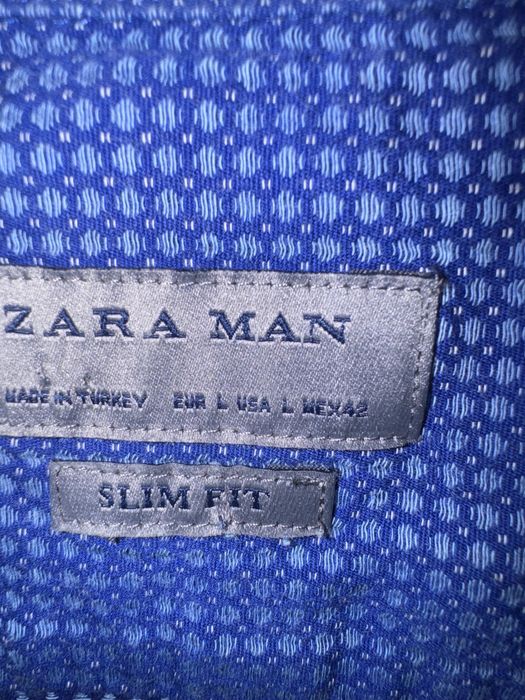 ZARA MAN
MADE IN TURKEY EUR L USA L MEX42
SLIM FIT